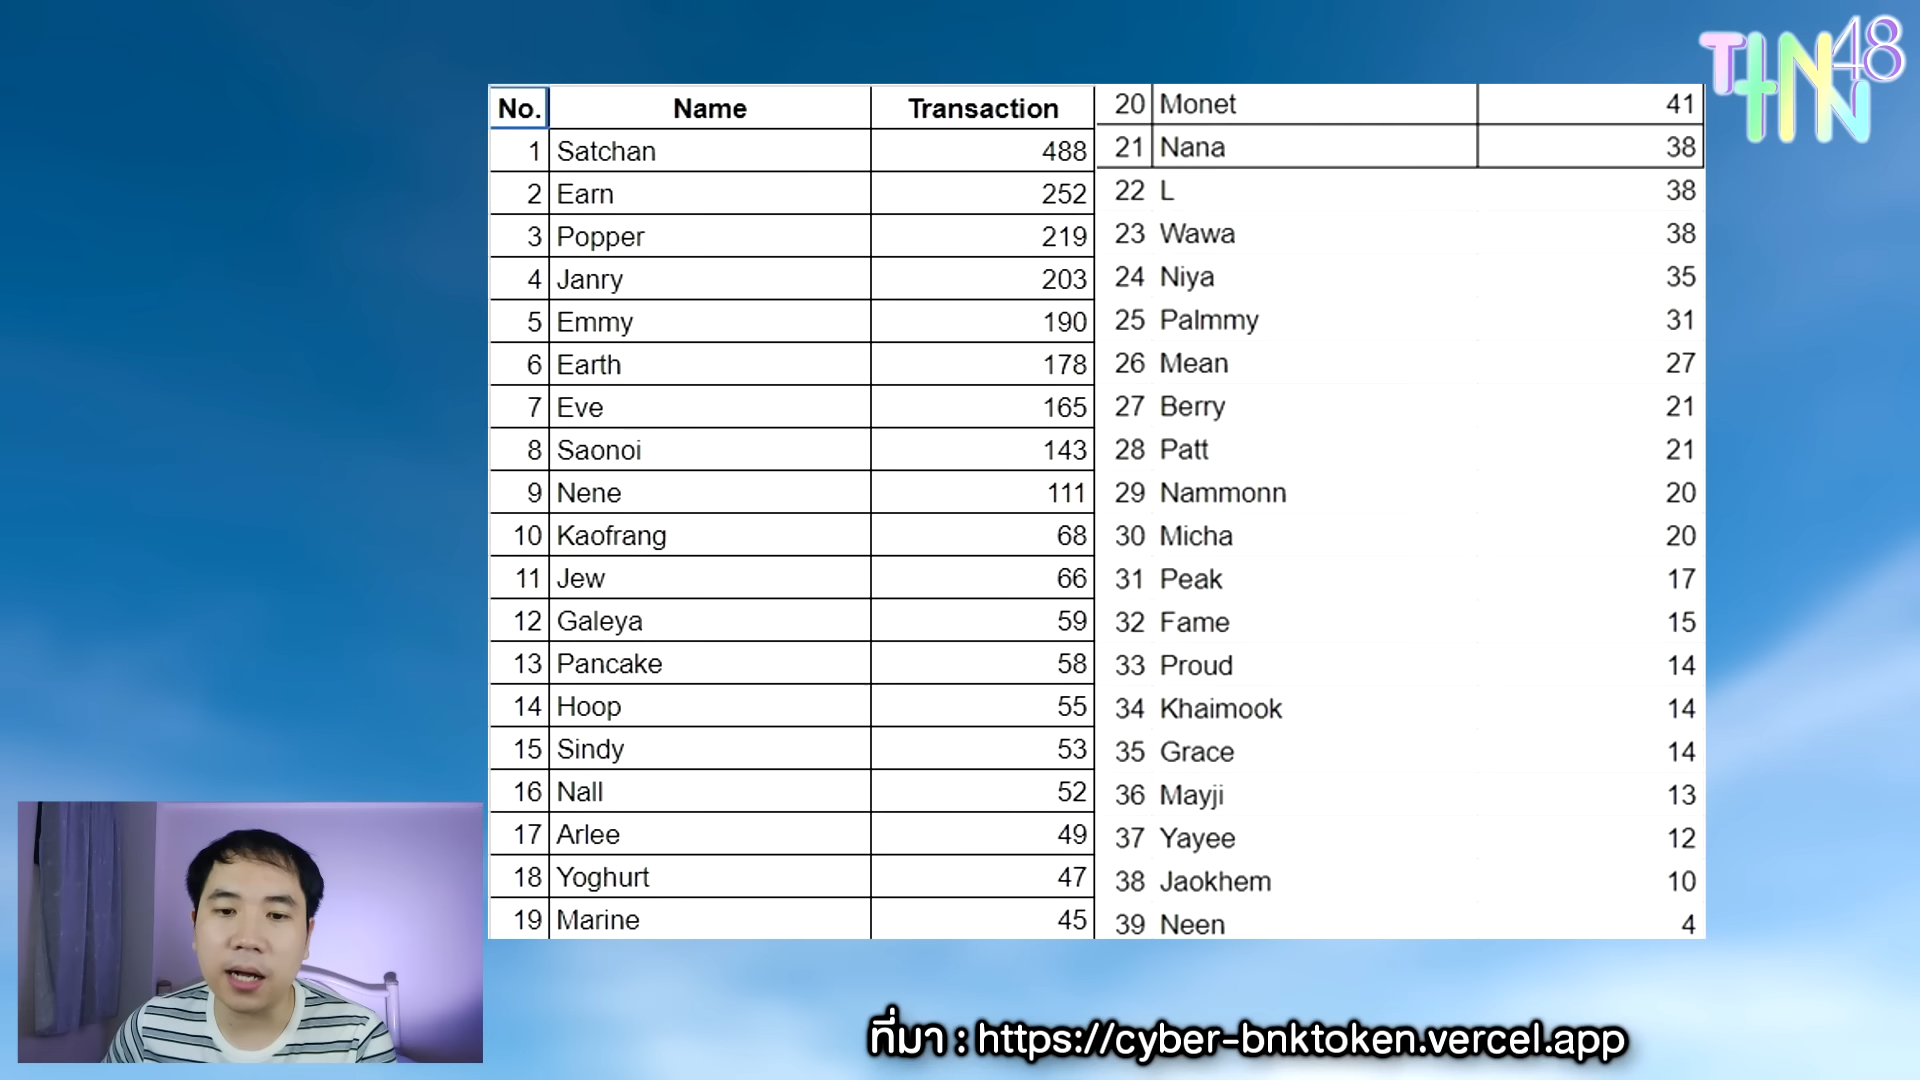 TTIN48
TIN
No. Name Transaction
1 Satchan 488
2 Earn 252
3 Popper 219
4 Janry 203
5 Emmy 190
6 Earth 178
7 Eve 165
8 Saonoi 143
9 Nene 111
10 Kaofrang 68
11 Jew 66
12 Galeya 59
13 Pancake 58
14 Hoop 55
15 Sindy 53
16 Nall 52
17 Arlee 49
18 Yoghurt 47
19 Marine 45
20 Monet 41
21 Nana 38
22 L 38
23 Wawa 38
24 Niya 35
25 Palmmy 31
26 Mean 27
27 Berry 21
28 Patt 21
29 Nammonn 20
30 Micha 20
31 Peak 17
32 Fame 15
33 Proud 14
34 Khaimook 14
35 Grace 14
36 Mayji 13
37 Yayee 12
38 Jaokhem 10
39 Neen 4
ที่มา : https://cyber-bnktoken.vercel.app